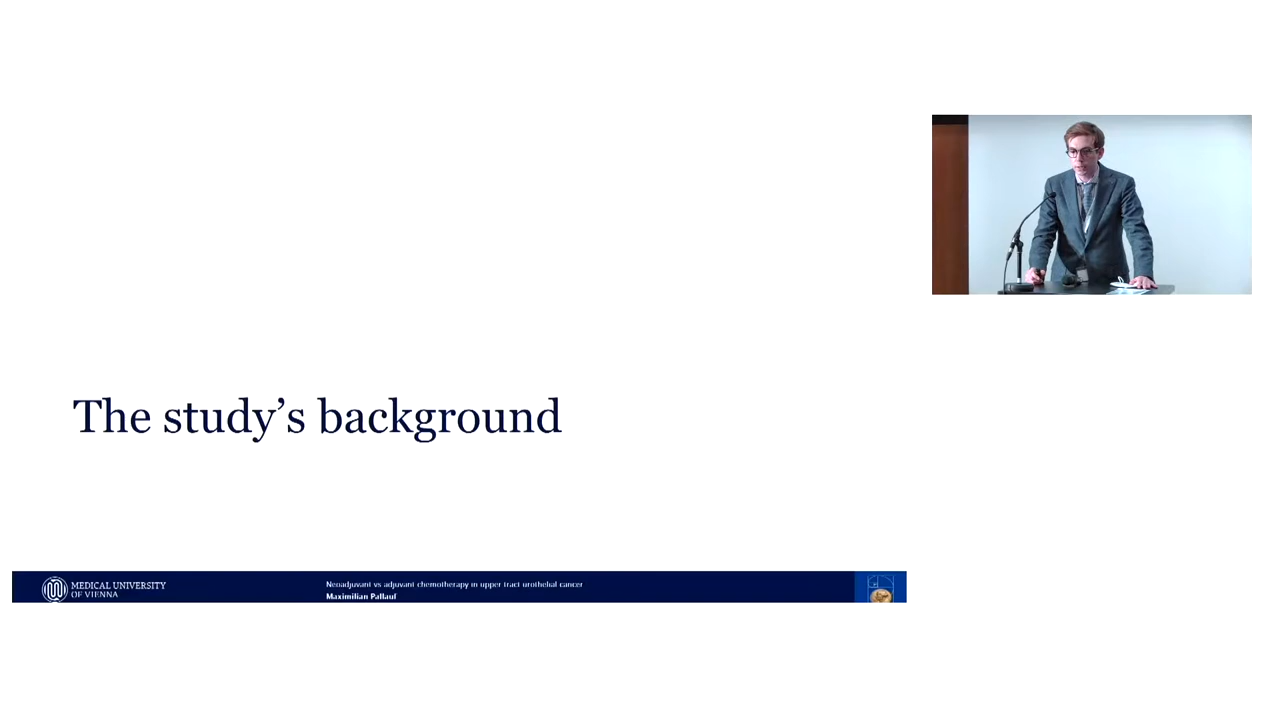 The study’s background
MEDICAL UNIVERSITY
OF VIENNA
Neoadjuvant vs adjuvant chemotherapy in upper tract urothelial cancer
Maximilian Pallauf